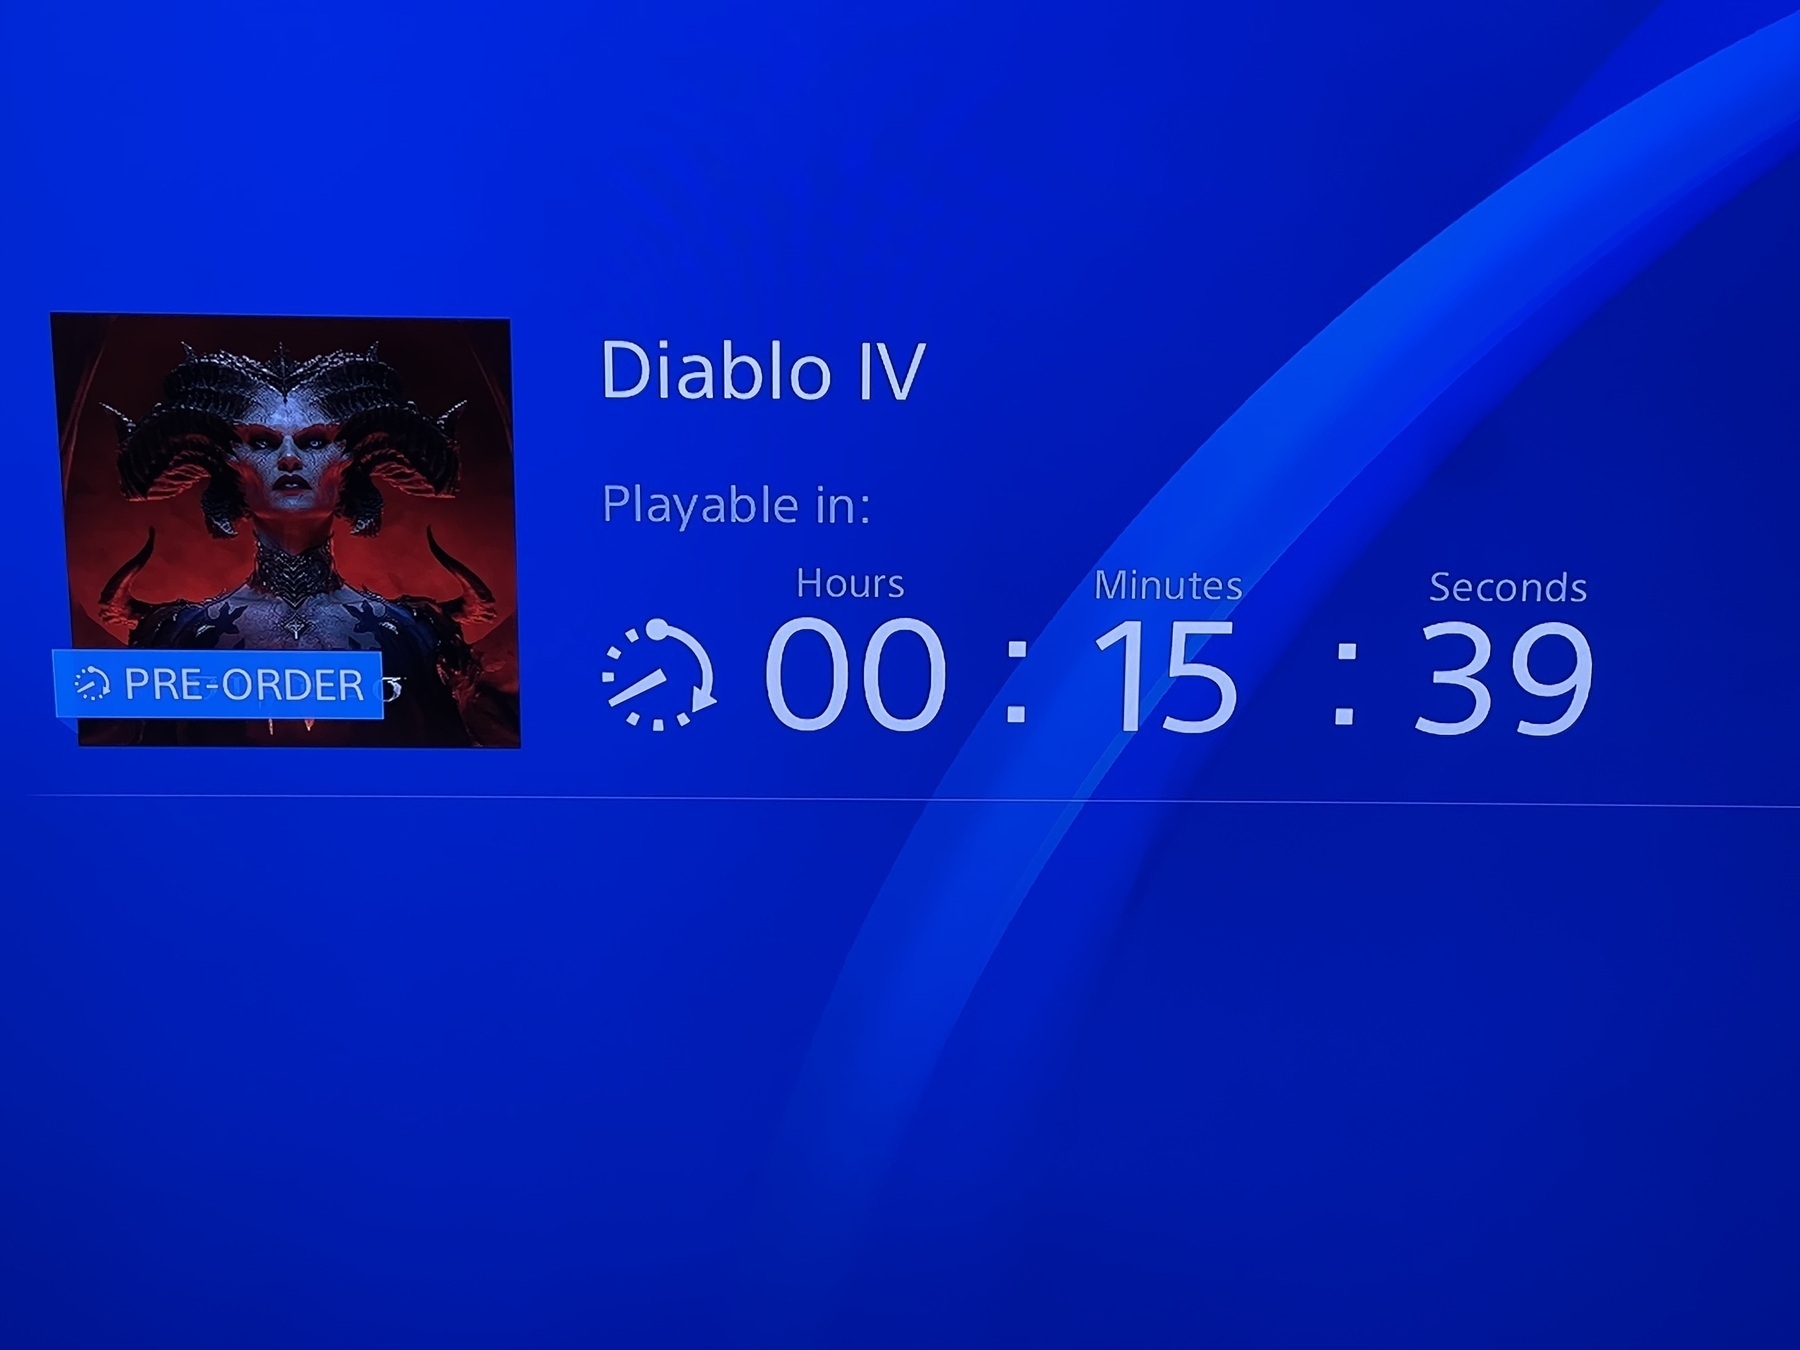 Diablo IV
Playable in:
Hours Minutes Seconds
00 : 15 : 39
PRE-ORDER